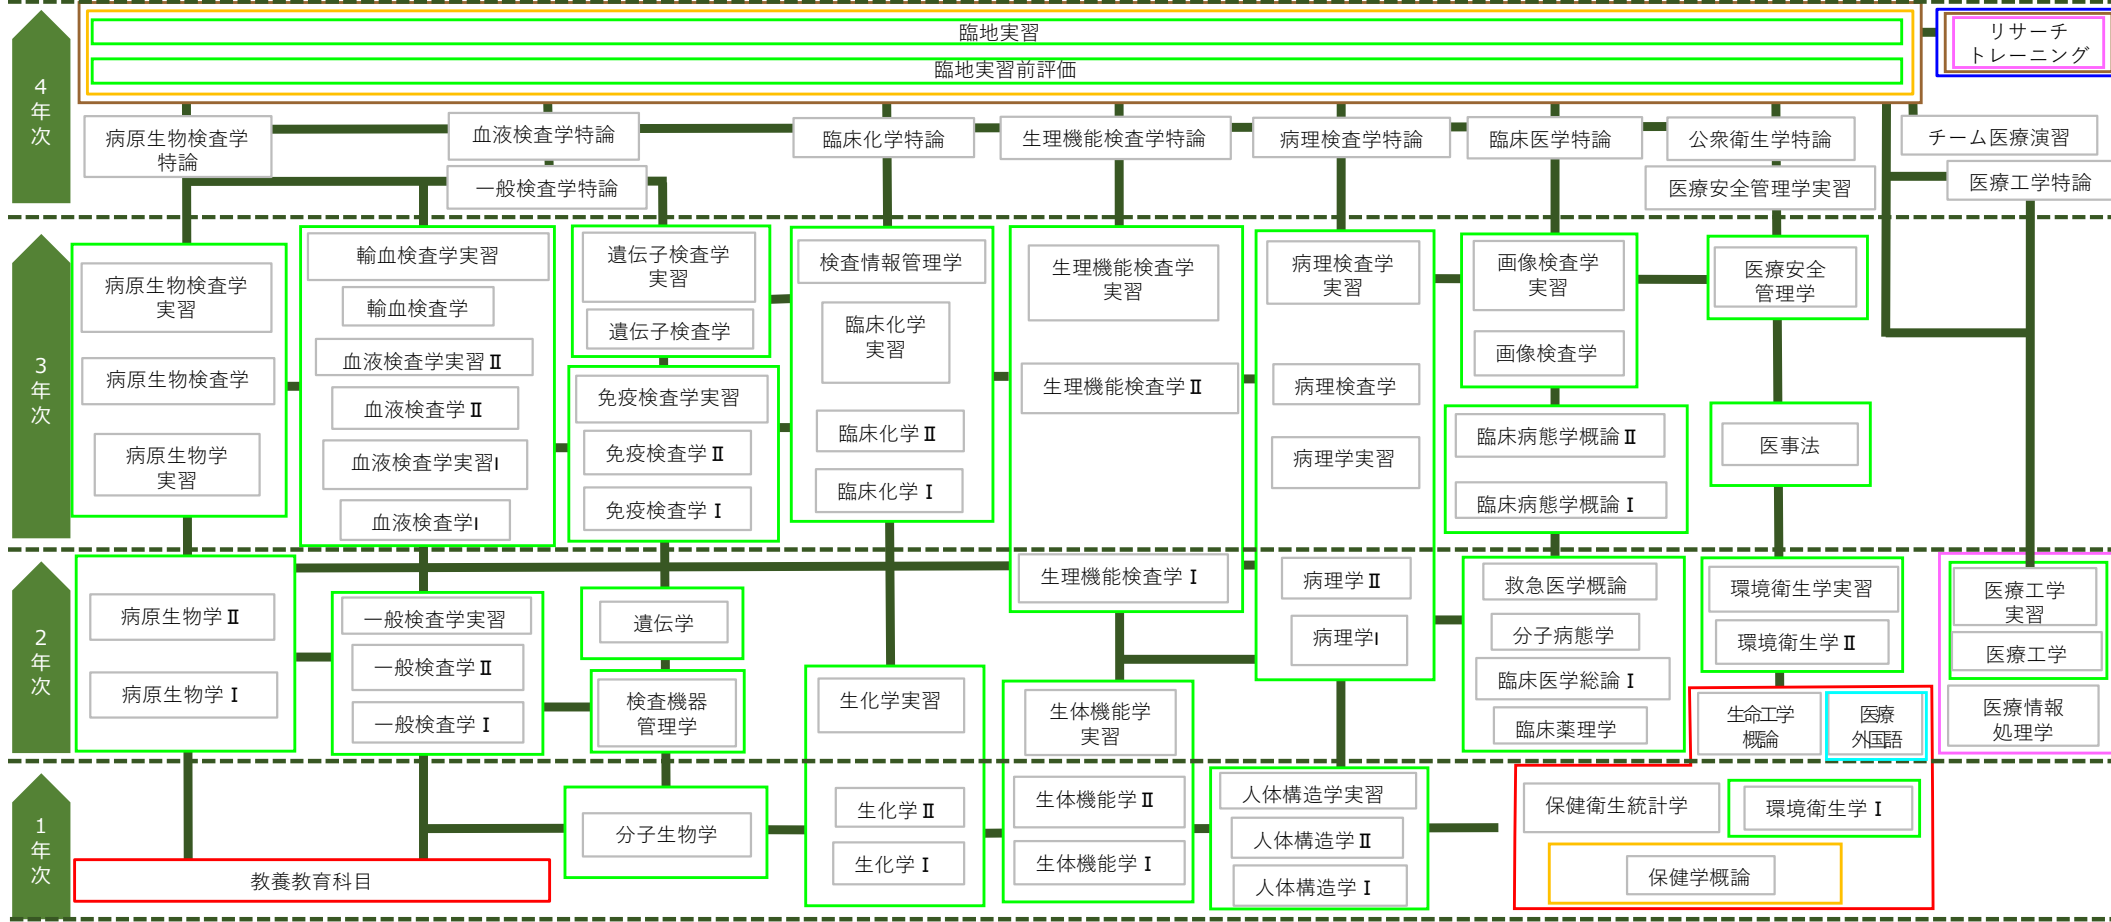 4
年
次
臨地実習
臨地実習前評価
リサーチ
トレーニング
病原生物検査学
特論
血液検査学特論
一般検査学特論
臨床化学特論
生理機能検査学特論
病理検査学特論
臨床医学特論
公衆衛生学特論
医療安全管理学実習
チーム医療演習
医療工学特論
3
年
次
病原生物検査学
実習
病原生物検査学
病原生物学
実習
輸血検査学実習
輸血検査学
血液検査学実習Ⅱ
血液検査学Ⅱ
血液検査学実習I
血液検査学I
遺伝子検査学
実習
遺伝子検査学
免疫検査学実習
免疫検査学Ⅱ
免疫検査学Ⅰ
検査情報管理学
臨床化学
実習
臨床化学Ⅱ
臨床化学Ⅰ
生理機能検査学
実習
生理機能検査学Ⅱ
病理検査学
実習
病理検査学
病理学実習
画像検査学
実習
画像検査学
臨床病態学概論Ⅱ
臨床病態学概論Ⅰ
医療安全
管理学
医事法
2
年
次
病原生物学Ⅱ
病原生物学Ⅰ
一般検査学実習
一般検査学Ⅱ
一般検査学Ⅰ
遺伝学
検査機器
管理学
生化学実習
生理機能検査学Ⅰ
生体機能学
実習
病理学Ⅱ
病理学I
救急医学概論
分子病態学
臨床医学総論Ⅰ
臨床薬理学
環境衛生学実習
環境衛生学Ⅱ
生命工学
概論
医療
外国語
医療工学
実習
医療工学
医療情報
処理学
1
年
次
教養教育科目
分子生物学
生化学Ⅱ
生化学Ⅰ
生体機能学Ⅱ
生体機能学Ⅰ
人体構造学実習
人体構造学Ⅱ
人体構造学Ⅰ
保健衛生統計学
環境衛生学Ⅰ
保健学概論